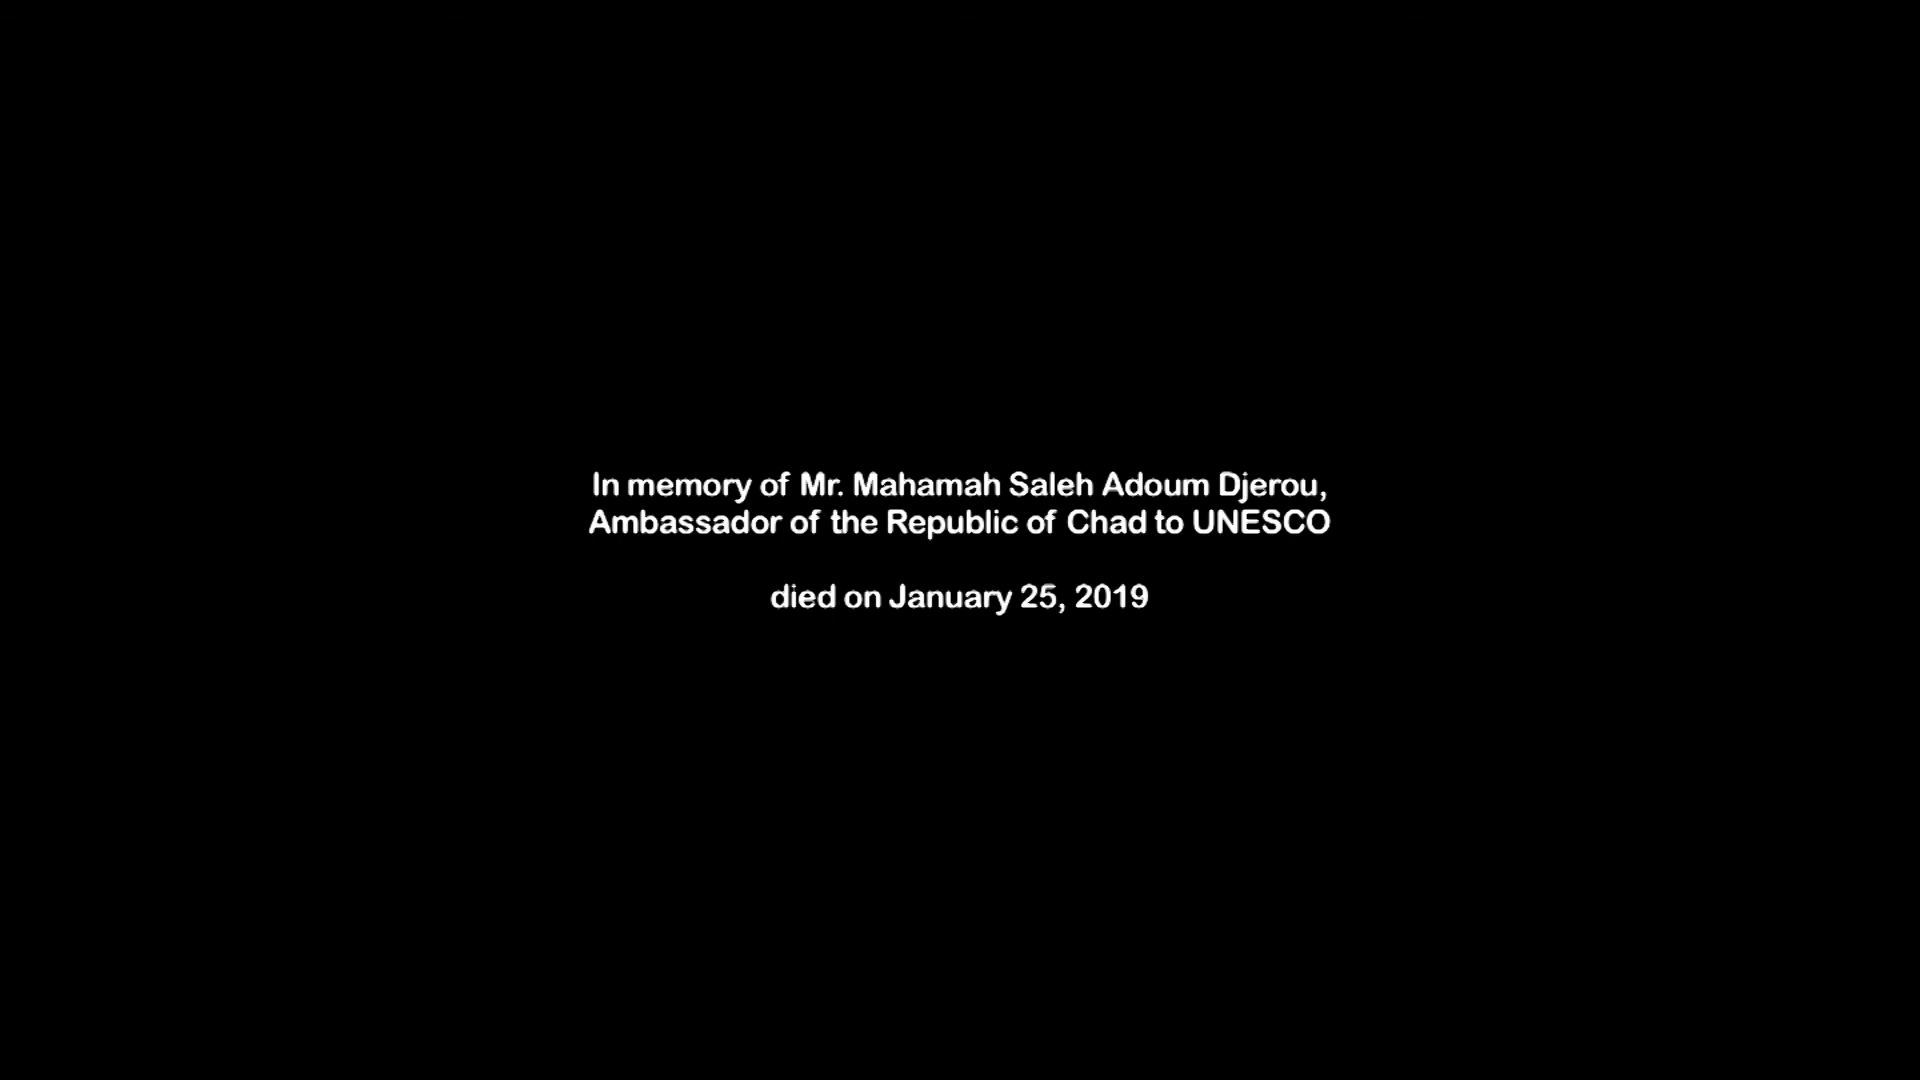 In memory of Mr. Mahamah Saleh Adoum Djerou,
Ambassador of the Republic of Chad to UNESCO
died on January 25, 2019